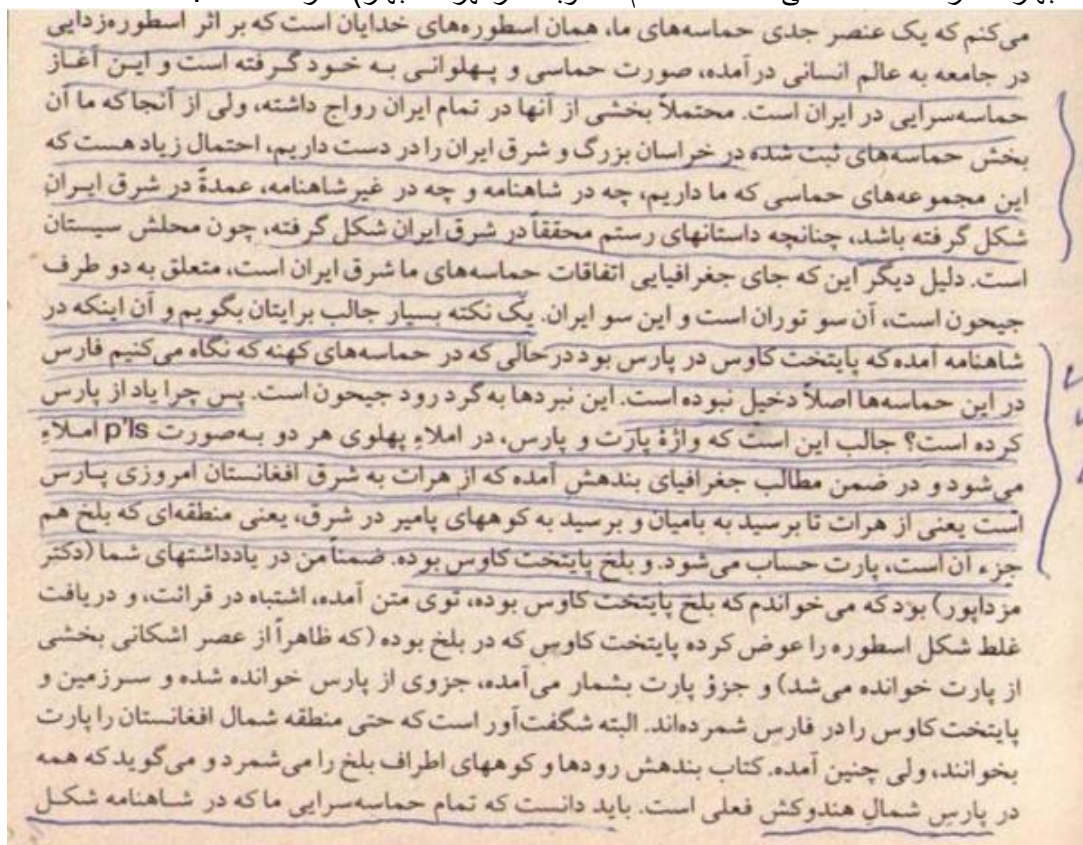 می‌کنم که یک عنصر جدی حماسه‌های ما، همان اسطوره‌های خدایان است که بر اثر اسطوره‌زدایی
در جامعه به عالم انسانی درآمده، صورت حماسی و پهلوانی به خود گرفته است و این آغاز
حماسه‌سرایی در ایران است. محتملاً بخشی از آنها در تمام ایران رواج داشته، ولی از آنجا که ما آن
بخش حماسه‌های ثبت شده در خراسان بزرگ و شرق ایران را در دست داریم، احتمال زیاد هست که
این مجموعه‌های حماسی که ما داریم، چه در شاهنامه و چه در غیرشاهنامه، عمدةً در شرق ایران
شکل گرفته باشد، چنانچه داستانهای رستم محققاً در شرق ایران شکل گرفته، چون محلش سیستان
است. دلیل دیگر این که جای جغرافیایی اتفاقات حماسه‌های ما شرق ایران است، متعلق به دو طرف
جیحون است، آن سو توران است و این سو ایران. یک نکته بسیار جالب برایتان بگویم و آن اینکه در
شاهنامه آمده که پایتخت کاوس در پارس بود درحالی که در حماسه‌های کهنه که نگاه می‌کنیم فارس
در این حماسه‌ها اصلاً دخیل نبوده است. این نبردها به گرد رود جیحون است. پس چرا یاد از پارس
کرده است؟ جالب این است که واژهٔ پارت و پارس، در املاءِ پهلوی هر دو به‌صورت p'ls املاءِ
می‌شود و در ضمن مطالب جغرافیای بندهش آمده که از هرات به شرق افغانستان امروزی پارس
است یعنی از هرات تا برسید به بامیان و برسید به کوههای پامیر در شرق، یعنی منطقه‌ای که بلخ هم
جزء آن است، پارت حساب می‌شود. و بلخ پایتخت کاوس بوده. ضمناً من در یادداشتهای شما (دکتر
مزداپور) بود که می‌خواندم که بلخ پایتخت کاوس بوده، توی متن آمده، اشتباه در قرائت، و دریافت
غلط شکل اسطوره را عوض کرده پایتخت کاوس که در بلخ بوده (که ظاهراً از عصر اشکانی بخشی
از پارت خوانده می‌شد) و جزؤ پارت بشمار می‌آمده، جزوی از پارس خوانده شده و سرزمین و
پایتخت کاوس را در فارس شمرده‌اند. البته شگفت‌آور است که حتی منطقه شمال افغانستان را پارت
بخوانند، ولی چنین آمده. کتاب بندهش رودها و کوههای اطراف بلخ را می‌شمرد و می‌گوید که همه
در پارسِ شمالِ هندوکش فعلی است. باید دانست که تمام حماسه‌سرایی ما که در شاهنامه شکل